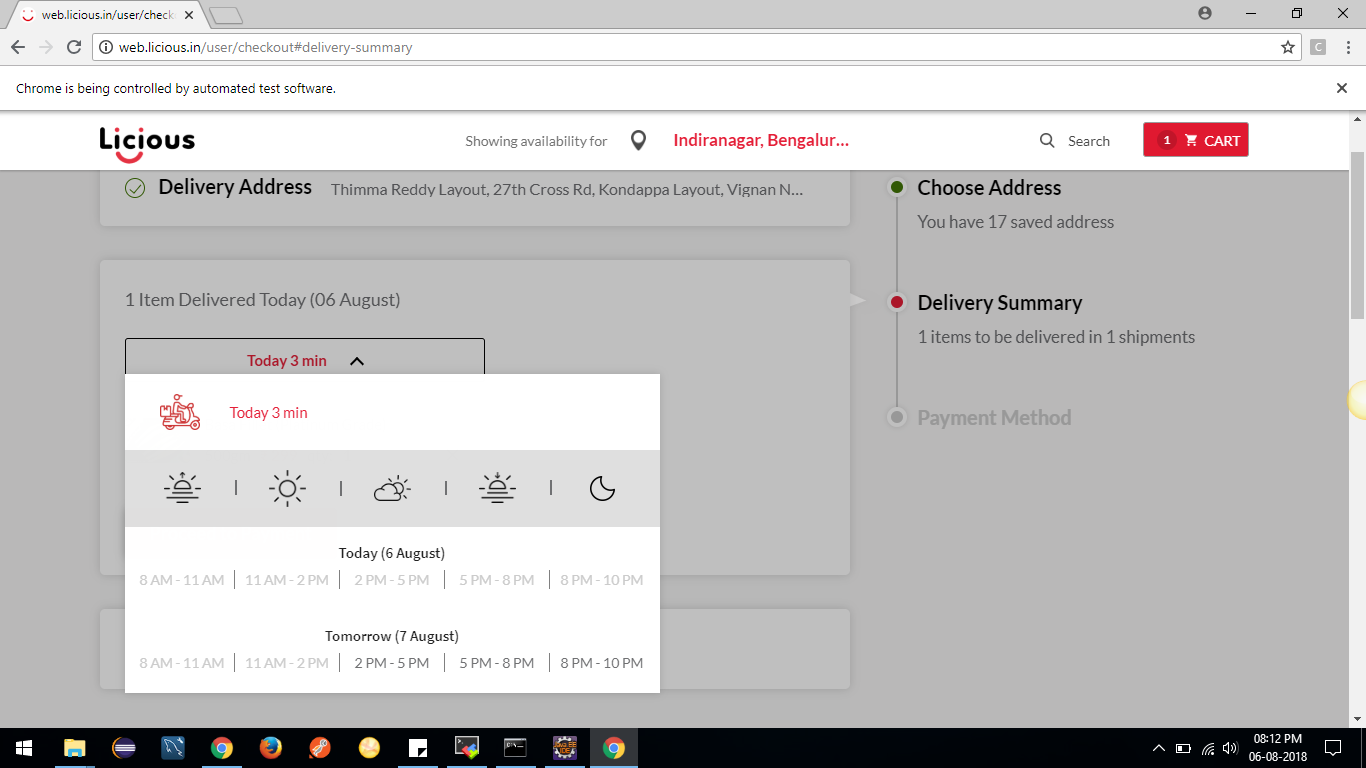 web.licious.in/user/check
web.licious.in/user/checkout#delivery-summary
C
Chrome is being controlled by automated test software.
Licious
Showing availability for
Indiranagar, Bengalur...
Search
1 CART
Delivery Address
Thimma Reddy Layout, 27th Cross Rd, Kondappa Layout, Vignan N...
Choose Address
You have 17 saved address
1 Item Delivered Today (06 August)
Delivery Summary
1 items to be delivered in 1 shipments
Today 3 min
Today 3 min
Payment Method
Today (6 August)
8 AM - 11 AM | 11 AM - 2 PM | 2 PM - 5 PM | 5 PM - 8 PM | 8 PM - 10 PM
Tomorrow (7 August)
8 AM - 11 AM | 11 AM - 2 PM | 2 PM - 5 PM | 5 PM - 8 PM | 8 PM - 10 PM
08:12 PM
06-08-2018